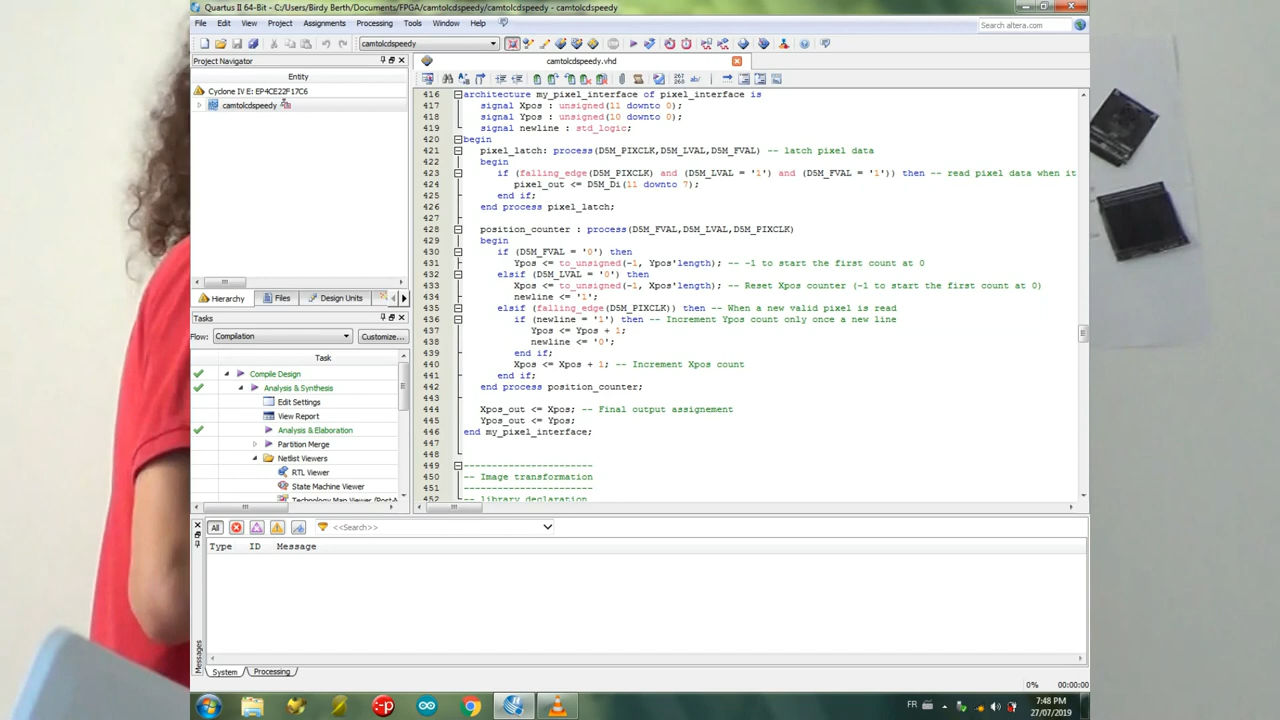 Quartus II 64-Bit - C:/Users/Birdy Berth/Documents/FPGA/camtolcdspeedy/camtolcdspeedy - camtolcdspeedy
File Edit View Project Assignments Processing Tools Window Help
Search altera.com
camtolcdspeedy
Project Navigator
camtolcdspeedy.vhd
Entity
Cyclone IV E: EP4CE22F17C6
camtolcdspeedy
Hierarchy Files Design Units
Tasks
Flow: Compilation Customize...
Task
Compile Design
Analysis & Synthesis
Edit Settings
View Report
Analysis & Elaboration
Partition Merge
Netlist Viewers
RTL Viewer
State Machine Viewer
Technology Map Viewer (Post-
416 architecture my_pixel_interface of pixel_interface is
417 signal Xpos : unsigned(11 downto 0);
418 signal Ypos : unsigned(10 downto 0);
419 signal newline : std_logic;
420 begin
421 pixel_latch: process(D5M_PIXCLK,D5M_LVAL,D5M_FVAL) -- latch pixel data
422 begin
423 if (falling_edge(D5M_PIXCLK) and (D5M_LVAL = '1') and (D5M_FVAL = '1')) then -- read pixel data when it
424 pixel_out <= D5M_Di(11 downto 7);
425 end if;
426 end process pixel_latch;
427
428 position_counter : process(D5M_FVAL,D5M_LVAL,D5M_PIXCLK)
429 begin
430 if (D5M_FVAL = '0') then
431 Ypos <= to_unsigned(-1, Ypos'length); -- -1 to start the first count at 0
432 elsif (D5M_LVAL = '0') then
433 Xpos <= to_unsigned(-1, Xpos'length); -- Reset Xpos counter (-1 to start the first count at 0)
434 newline <= '1';
435 elsif (falling_edge(D5M_PIXCLK)) then -- When a new valid pixel is read
436 if (newline = '1') then -- Increment Ypos count only once a new line
437 Ypos <= Ypos + 1;
438 newline <= '0';
439 end if;
440 Xpos <= Xpos + 1; -- Increment Xpos count
441 end if;
442 end process position_counter;
443
444 Xpos_out <= Xpos; -- Final output assignement
445 Ypos_out <= Ypos;
446 end my_pixel_interface;
447
448
449 -----------------------
450 -- Image transformation
451 -----------------------
452 -- library declaration
All <<Search>>
Type ID Message
Messages
System Processing
0% 00:00:00
FR 7:48 PM
27/07/2019